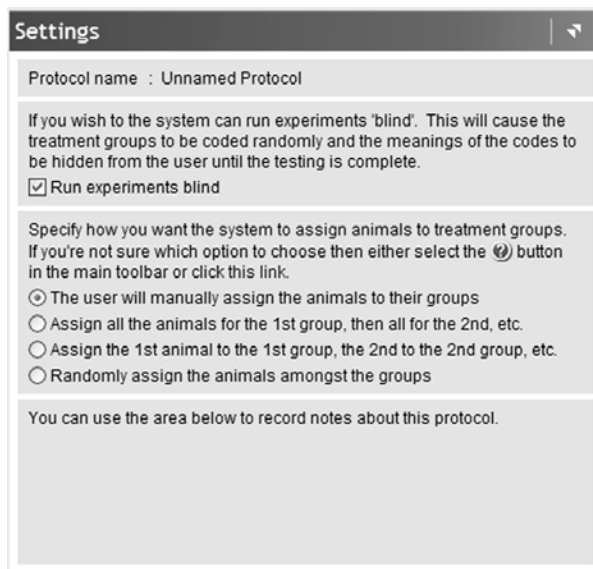 Settings
Protocol name : Unnamed Protocol
If you wish to the system can run experiments 'blind'. This will cause the
treatment groups to be coded randomly and the meanings of the codes to
be hidden from the user until the testing is complete.
Run experiments blind
Specify how you want the system to assign animals to treatment groups.
If you're not sure which option to choose then either select the ? button
in the main toolbar or click this link.
The user will manually assign the animals to their groups
Assign all the animals for the 1st group, then all for the 2nd, etc.
Assign the 1st animal to the 1st group, the 2nd to the 2nd group, etc.
Randomly assign the animals amongst the groups
You can use the area below to record notes about this protocol.